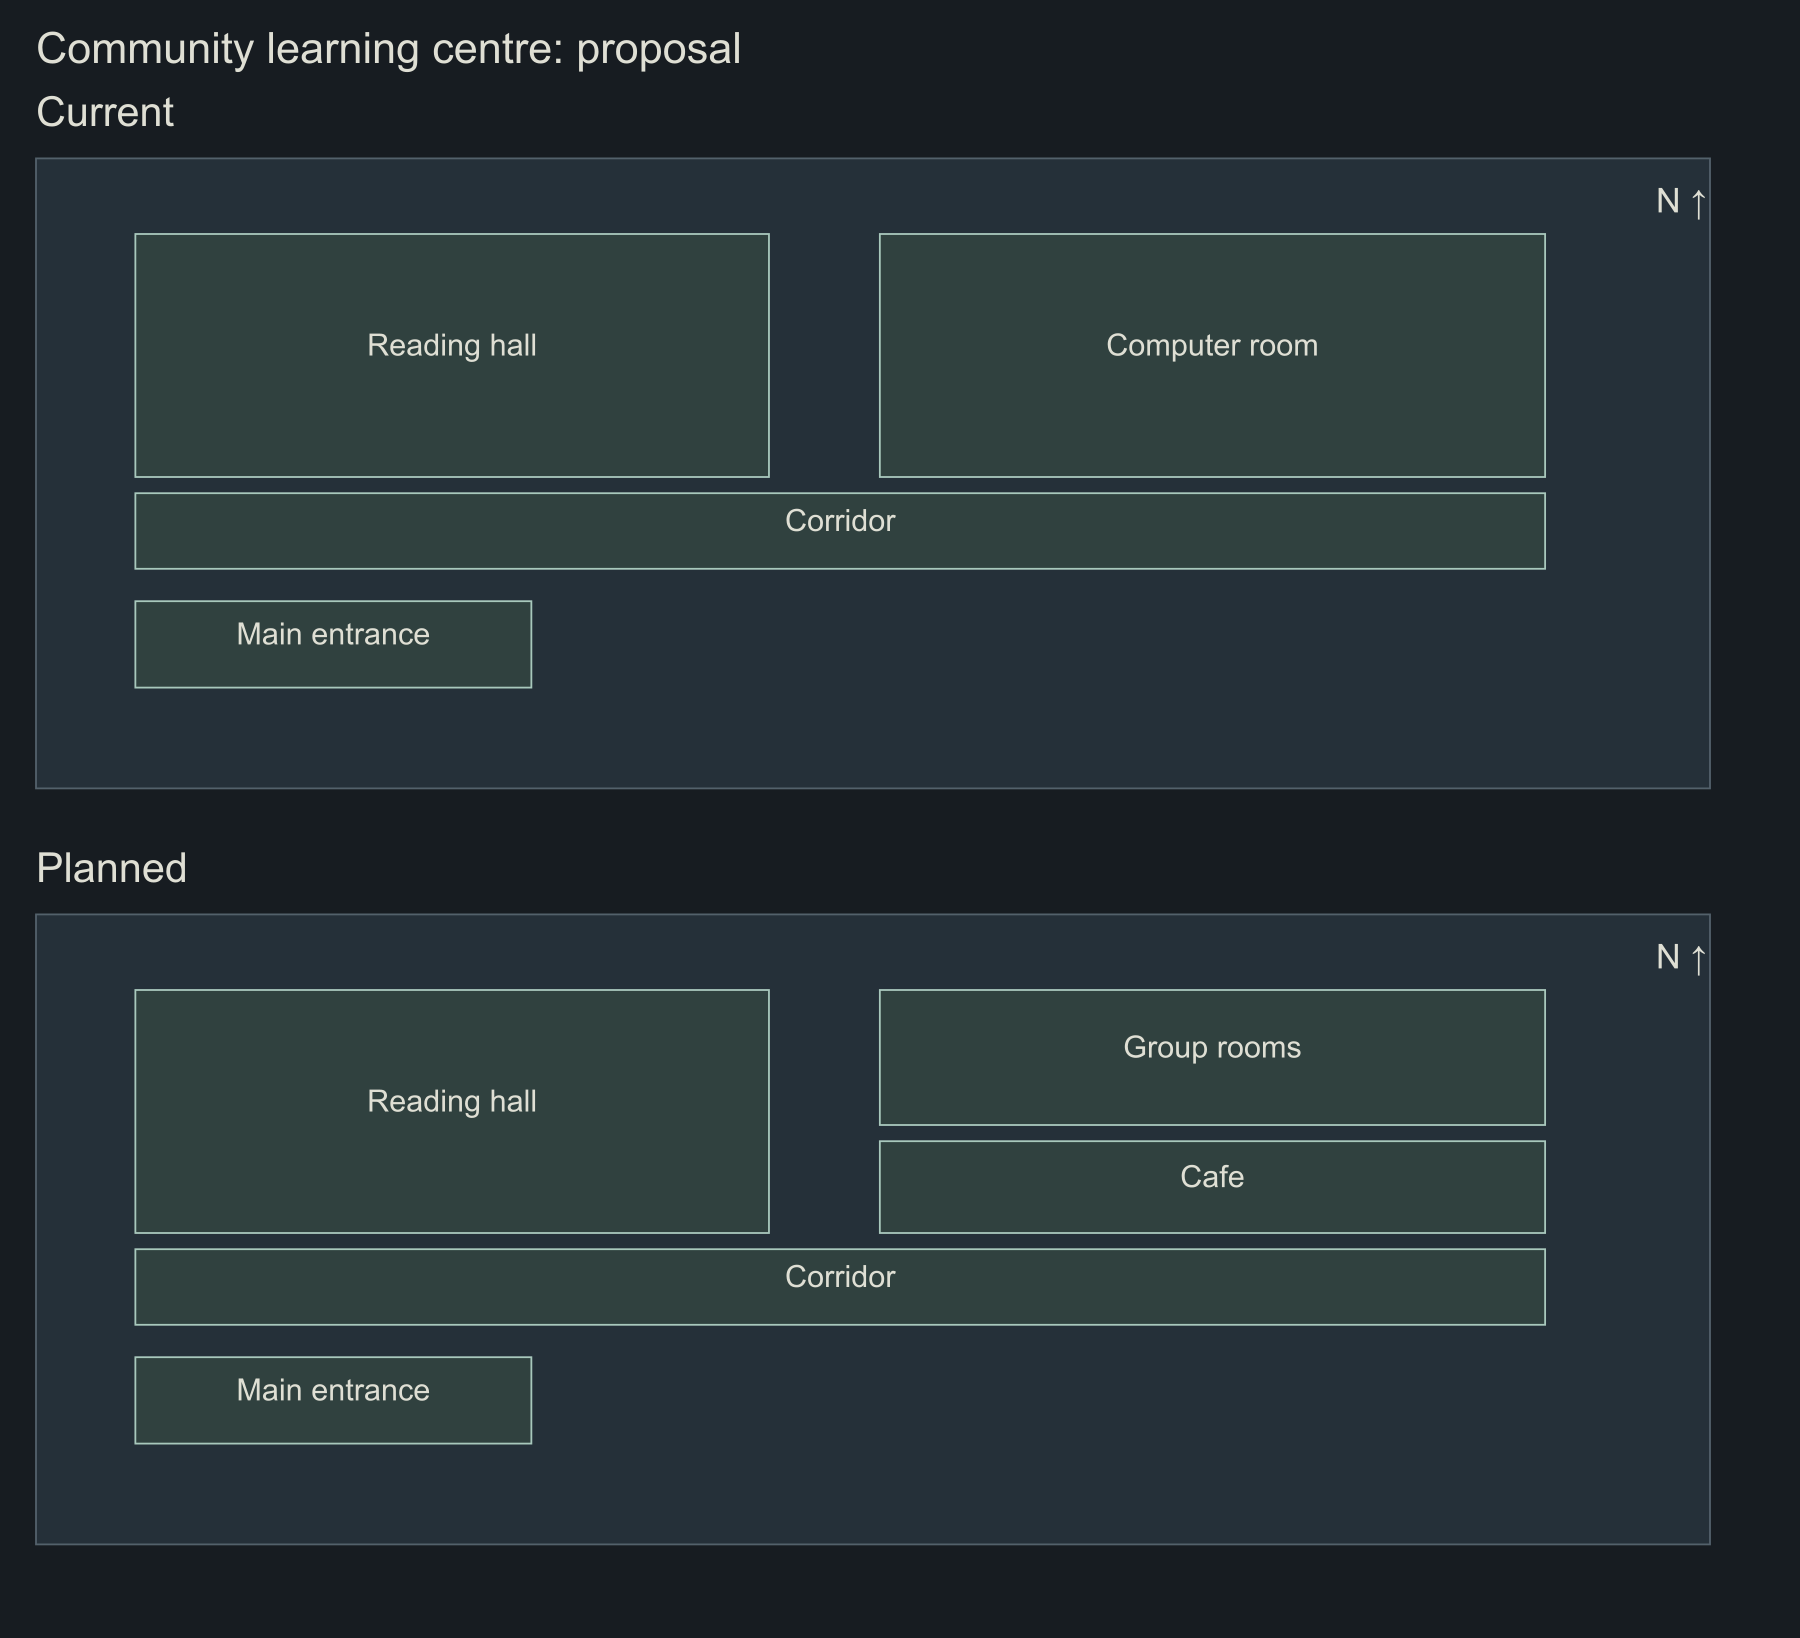 Community learning centre: proposal
Current
N ↑
Reading hall
Computer room
Corridor
Main entrance
Planned
N ↑
Group rooms
Reading hall
Cafe
Corridor
Main entrance